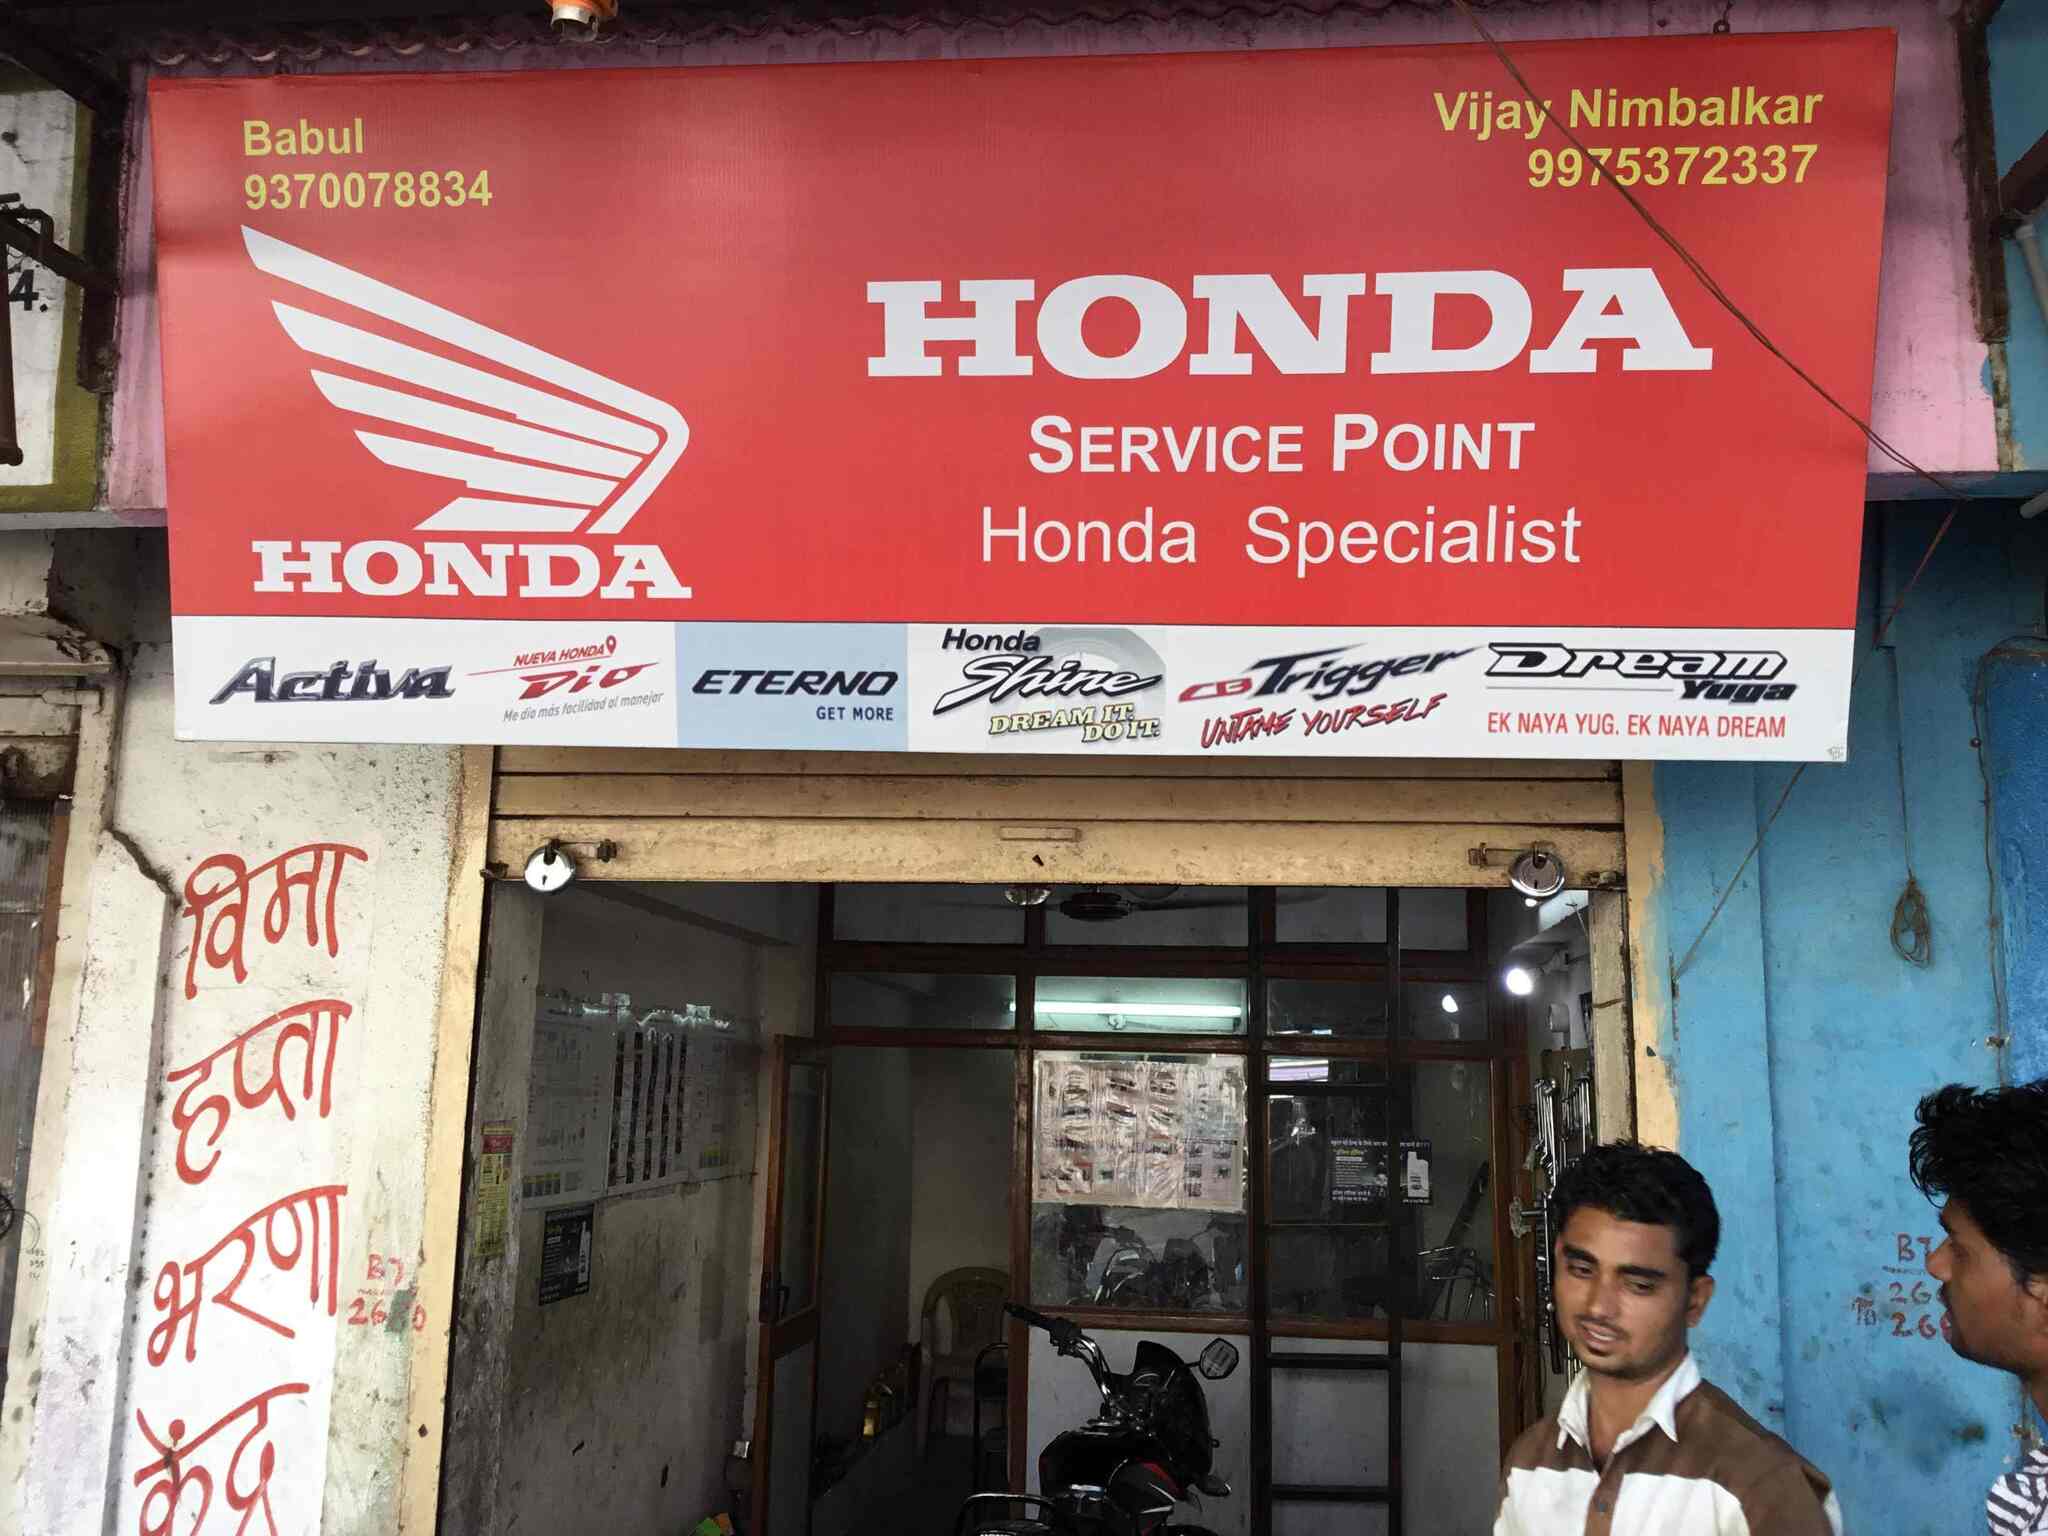 Babul
9370078834
Vijay Nimbalkar
9975372337
HONDA
SERVICE POINT
Honda Specialist
HONDA
Activa
NUEVA HONDA
Dio
Me dio más facilidad al manejar
ETERNO
GET MORE
Honda
Shine
DREAM IT.
DO IT.
CB Trigger
UNTAME YOURSELF
Dream
Yuga
EK NAYA YUG. EK NAYA DREAM
विमा
हप्ता
भरणा
केंद्र
4.